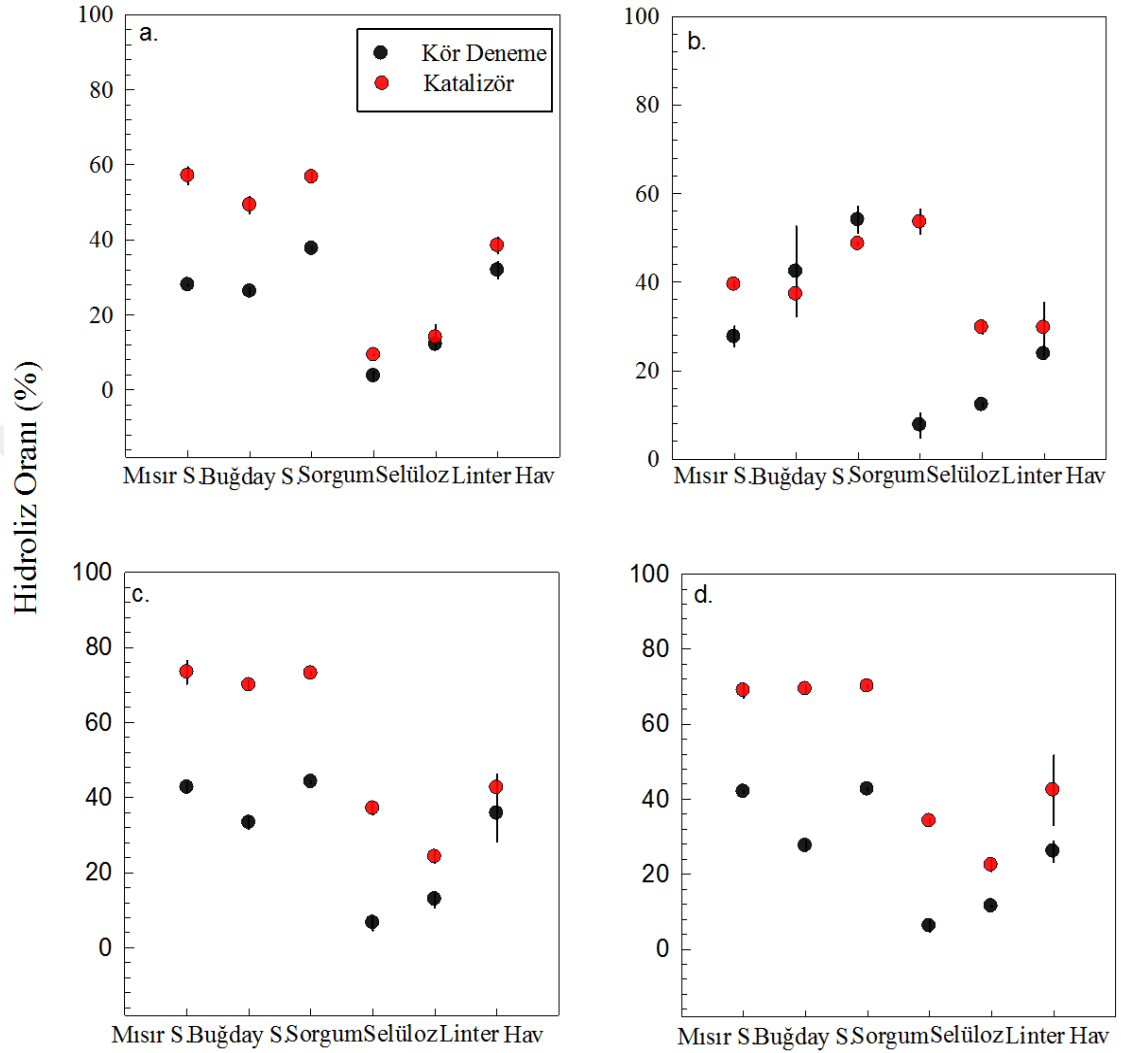 Hidroliz Oranı (%)
a.
Kör Deneme
Katalizör
100
80
60
40
20
0
Mısır S.Buğday S.Sorgum Selüloz Linter Hav
b.
100
80
60
40
20
0
Mısır S.Buğday S.Sorgum Selüloz Linter Hav
c.
100
80
60
40
20
0
Mısır S.Buğday S.Sorgum Selüloz Linter Hav
d.
100
80
60
40
20
0
Mısır S.Buğday S.Sorgum Selüloz Linter Hav